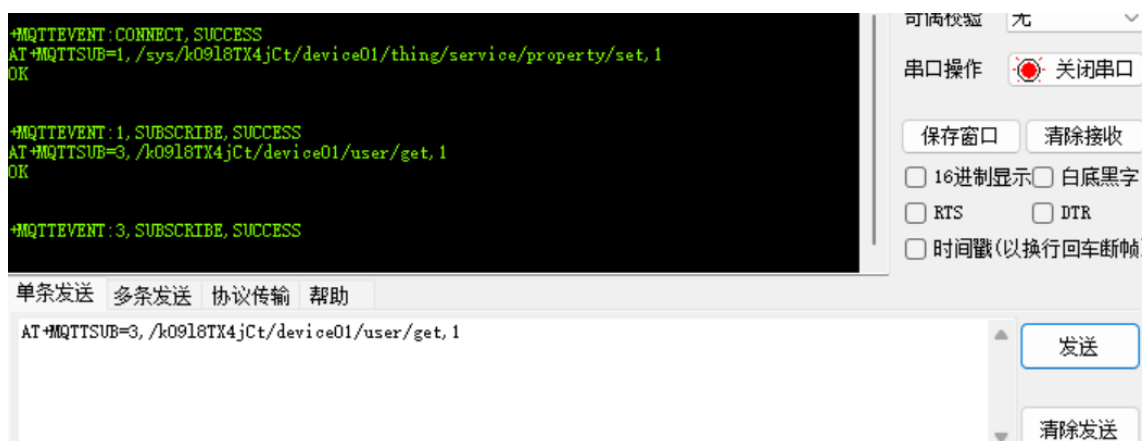 +MQTTEVENT:CONNECT,SUCCESS
AT+MQTTSUB=1,/sys/k09l8TX4jCt/device01/thing/service/property/set,1
OK
+MQTTEVENT:1,SUBSCRIBE,SUCCESS
AT+MQTTSUB=3,/k09l8TX4jCt/device01/user/get,1
OK
+MQTTEVENT:3,SUBSCRIBE,SUCCESS
奇偶校验 无
串口操作 关闭串口
保存窗口 清除接收
16进制显示 白底黑字
RTS DTR
时间戳(以换行回车断帧)
单条发送 多条发送 协议传输 帮助
AT+MQTTSUB=3,/k09l8TX4jCt/device01/user/get,1
发送
清除发送